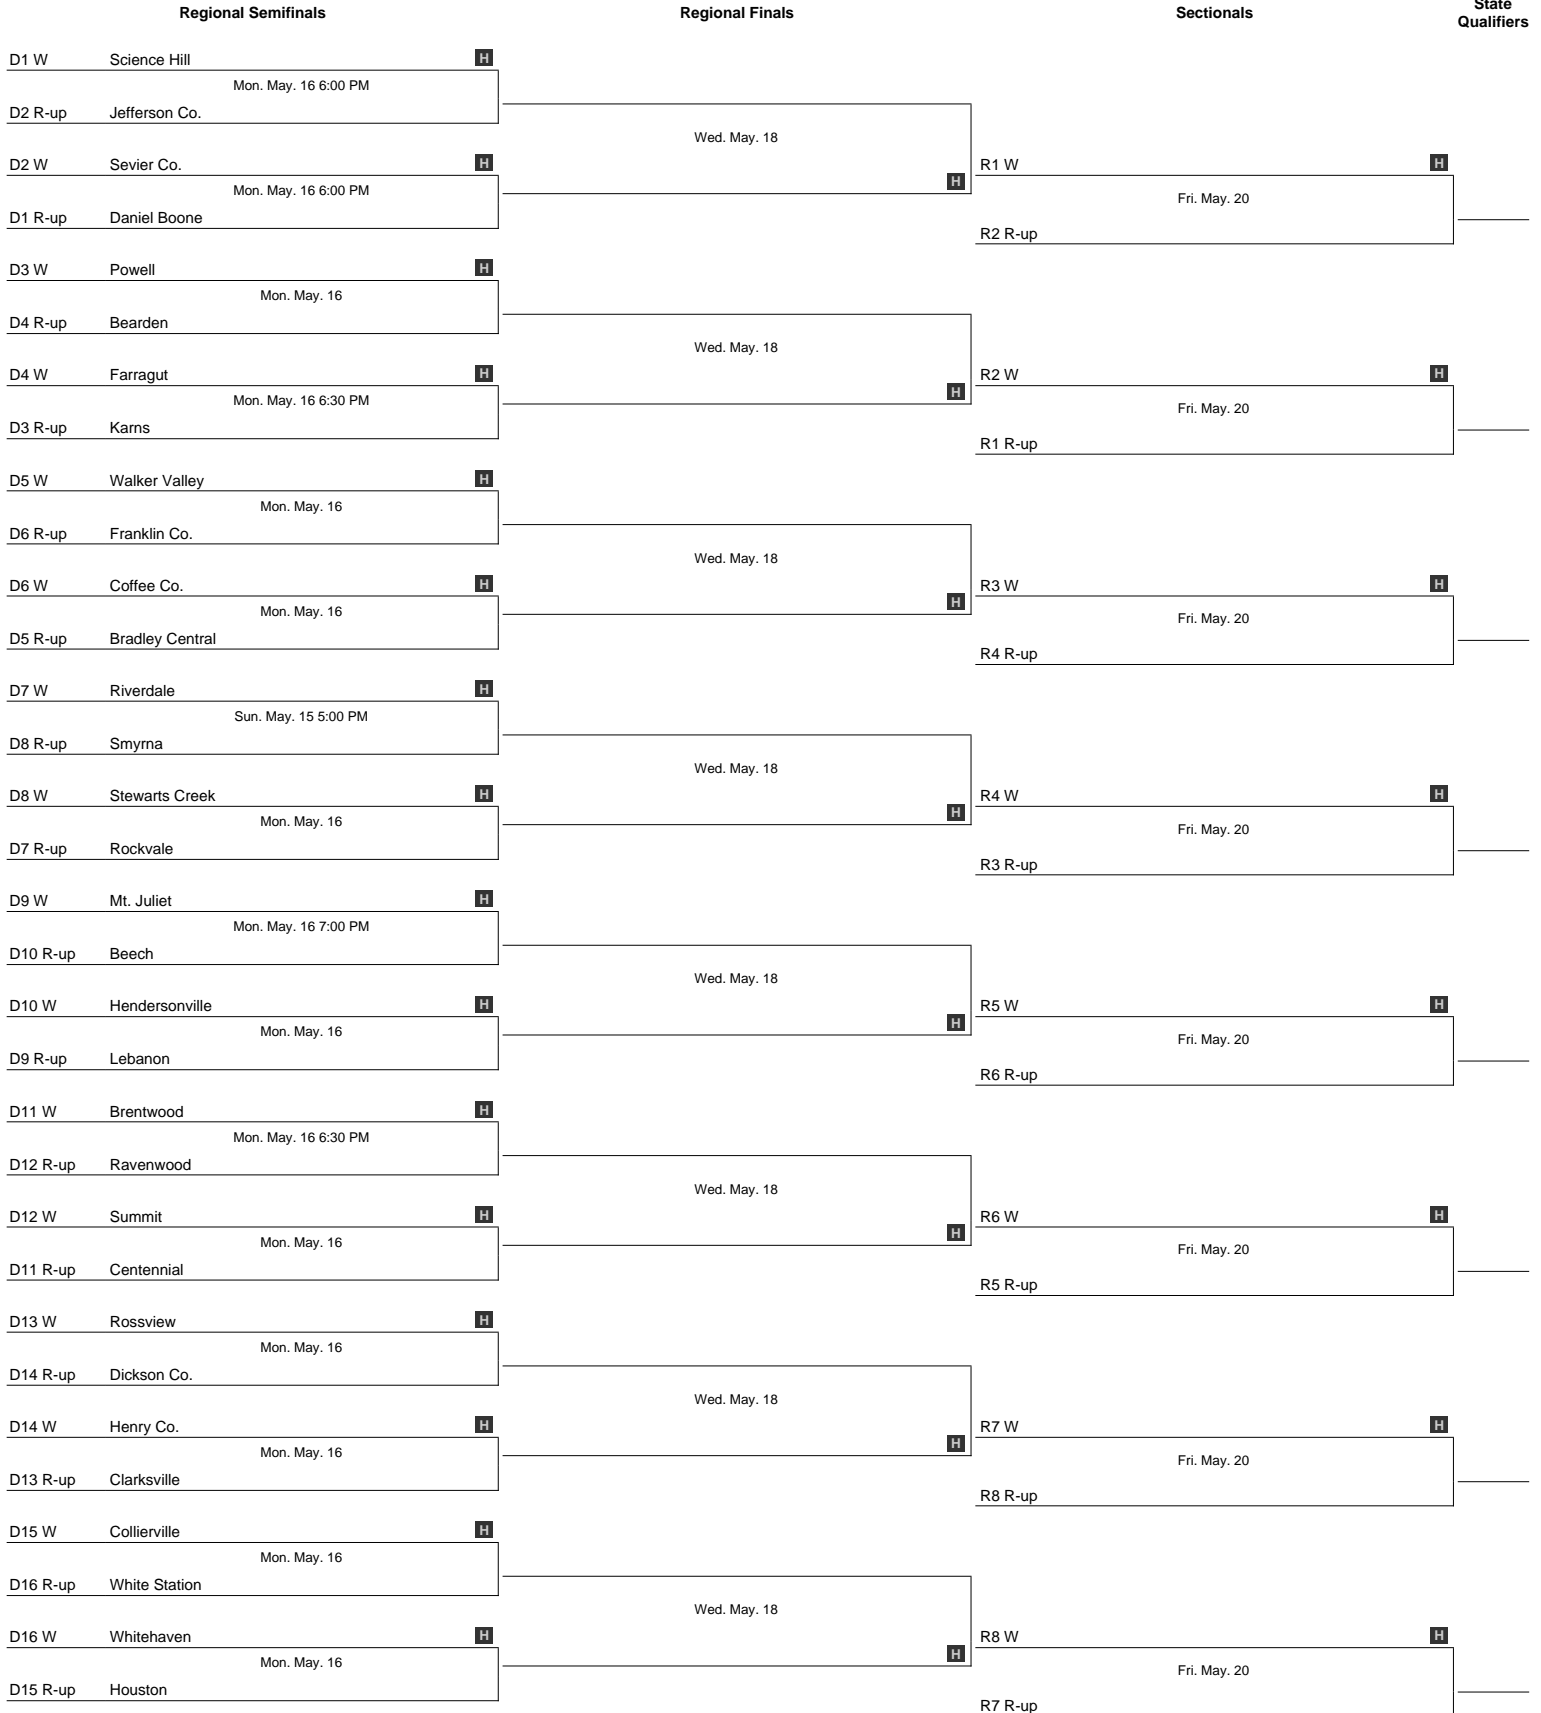 Regional Semifinals
Regional Finals
Sectionals
State
Qualifiers
D1 W Science Hill H
Mon. May. 16 6:00 PM
D2 R-up Jefferson Co.
Wed. May. 18
D2 W Sevier Co. H
R1 W H
H
Mon. May. 16 6:00 PM
Fri. May. 20
D1 R-up Daniel Boone
R2 R-up
D3 W Powell H
Mon. May. 16
D4 R-up Bearden
Wed. May. 18
D4 W Farragut H
R2 W H
H
Mon. May. 16 6:30 PM
Fri. May. 20
D3 R-up Karns
R1 R-up
D5 W Walker Valley H
Mon. May. 16
D6 R-up Franklin Co.
Wed. May. 18
D6 W Coffee Co. H
R3 W H
H
Mon. May. 16
Fri. May. 20
D5 R-up Bradley Central
R4 R-up
D7 W Riverdale H
Sun. May. 15 5:00 PM
D8 R-up Smyrna
Wed. May. 18
D8 W Stewarts Creek H
R4 W H
H
Mon. May. 16
Fri. May. 20
D7 R-up Rockvale
R3 R-up
D9 W Mt. Juliet H
Mon. May. 16 7:00 PM
D10 R-up Beech
Wed. May. 18
D10 W Hendersonville H
R5 W H
H
Mon. May. 16
Fri. May. 20
D9 R-up Lebanon
R6 R-up
D11 W Brentwood H
Mon. May. 16 6:30 PM
D12 R-up Ravenwood
Wed. May. 18
D12 W Summit H
R6 W H
H
Mon. May. 16
Fri. May. 20
D11 R-up Centennial
R5 R-up
D13 W Rossview H
Mon. May. 16
D14 R-up Dickson Co.
Wed. May. 18
D14 W Henry Co. H
R7 W H
H
Mon. May. 16
Fri. May. 20
D13 R-up Clarksville
R8 R-up
D15 W Collierville H
Mon. May. 16
D16 R-up White Station
Wed. May. 18
D16 W Whitehaven H
R8 W H
H
Mon. May. 16
Fri. May. 20
D15 R-up Houston
R7 R-up